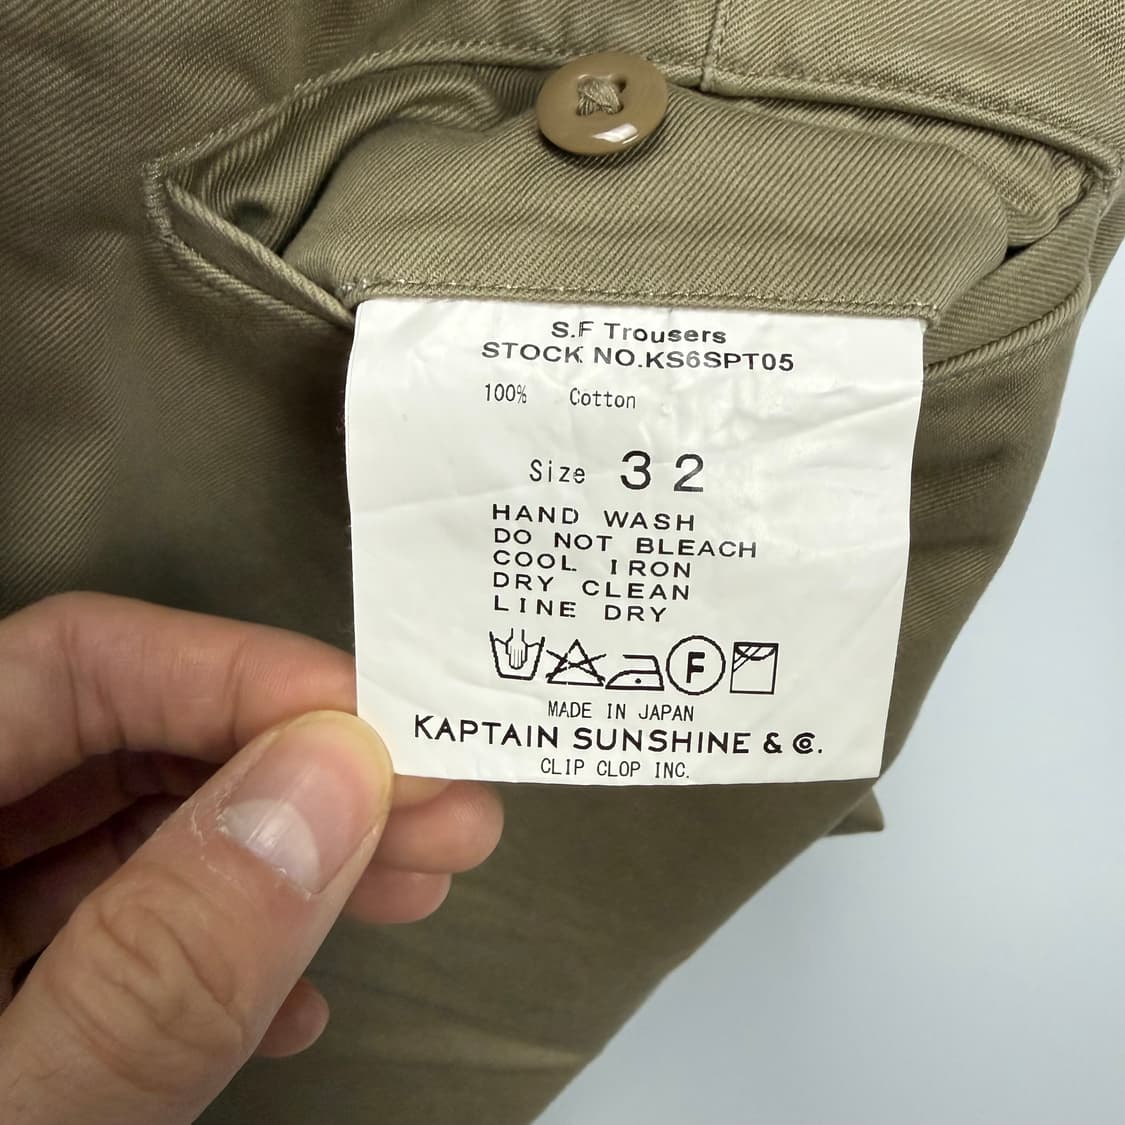 S.F Trousers
STOCK NO.KS6SPT05
100% Cotton
Size 32
HAND WASH
DO NOT BLEACH
COOL IRON
DRY CLEAN
LINE DRY
F
MADE IN JAPAN
KAPTAIN SUNSHINE & Co.
CLIP CLOP INC.